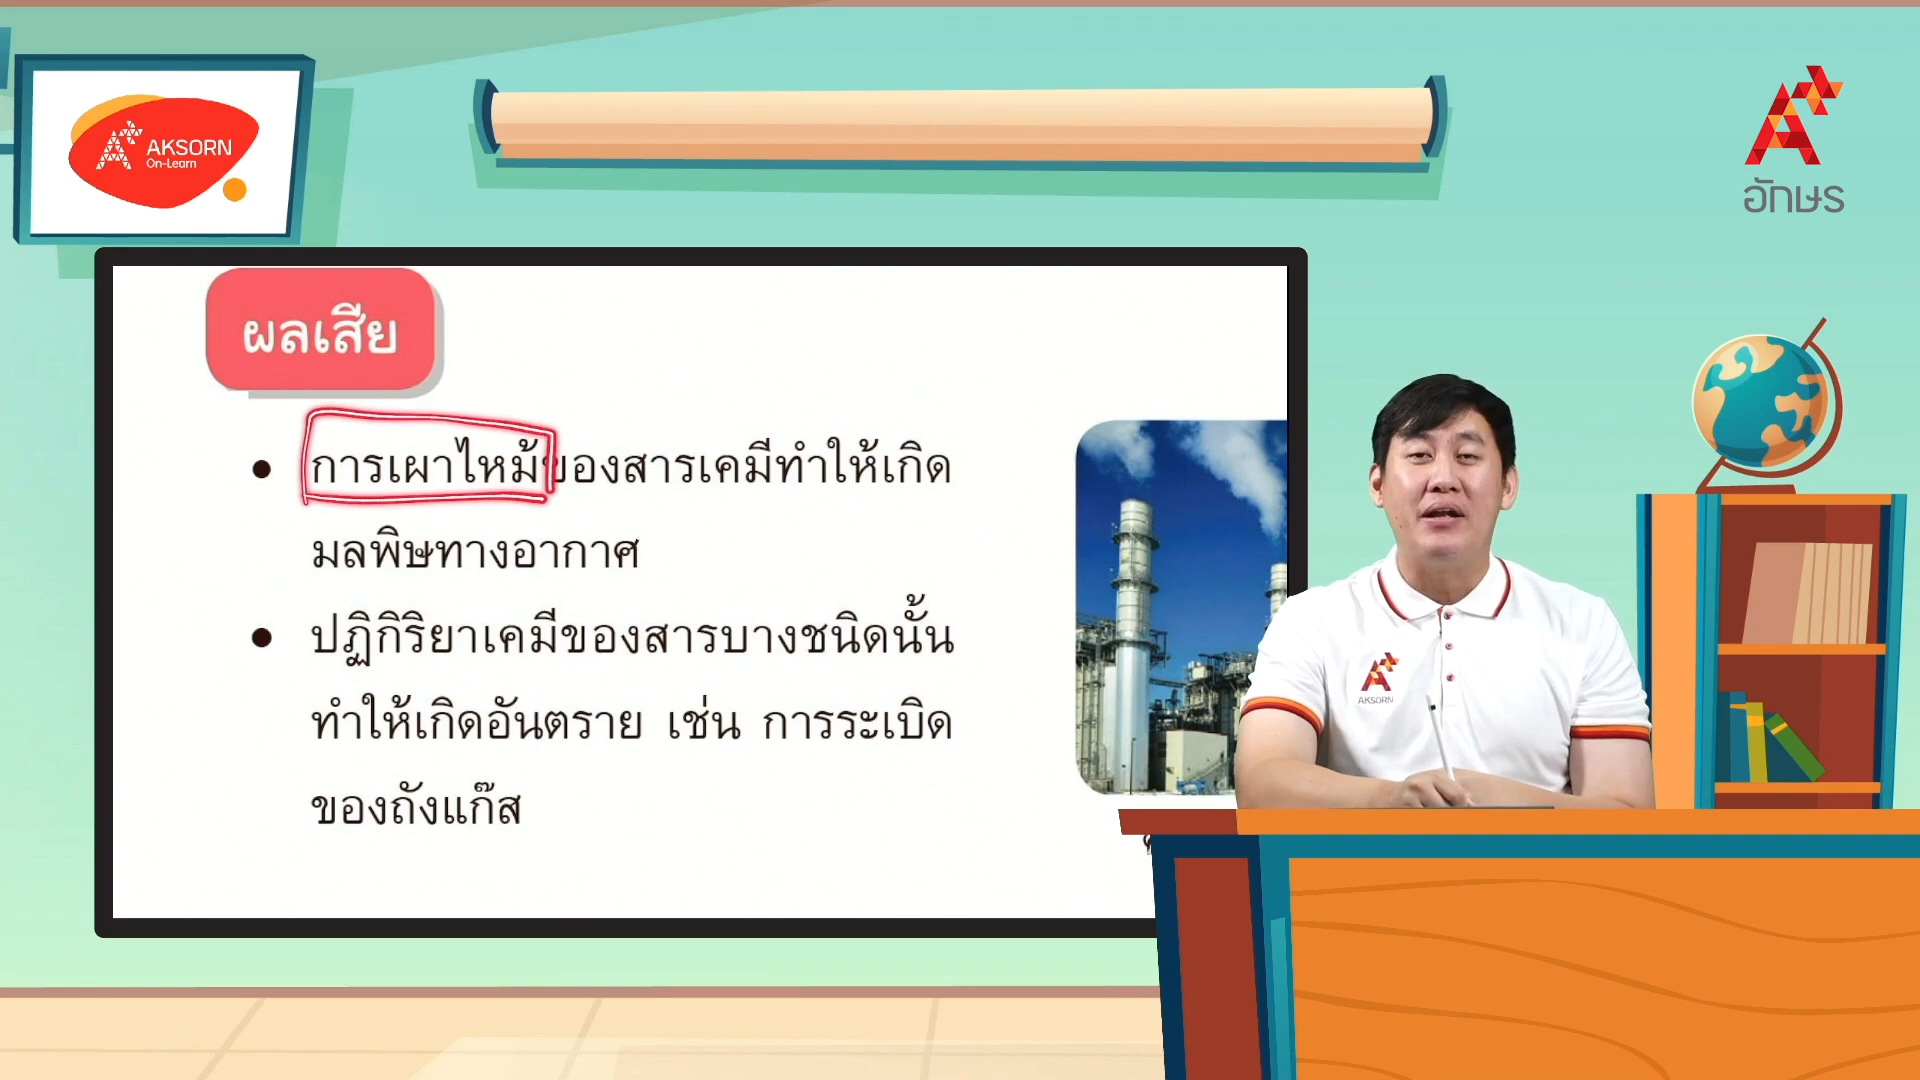 AKSORN
On-Learn
อักษร
ผลเสีย
การเผาไหม้ของสารเคมีทำให้เกิด
มลพิษทางอากาศ
ปฏิกิริยาเคมีของสารบางชนิดนั้น
ทำให้เกิดอันตราย เช่น การระเบิด
ของถังแก๊ส
AKSORN